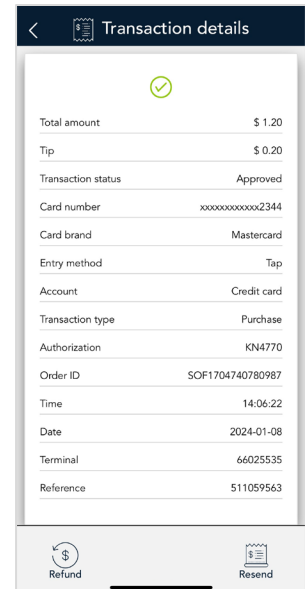 Transaction details
Total amount $ 1.20
Tip $ 0.20
Transaction status Approved
Card number xxxxxxxxxxxx2344
Card brand Mastercard
Entry method Tap
Account Credit card
Transaction type Purchase
Authorization KN4770
Order ID SOF1704740780987
Time 14:06:22
Date 2024-01-08
Terminal 66025535
Reference 511059563
Refund Resend